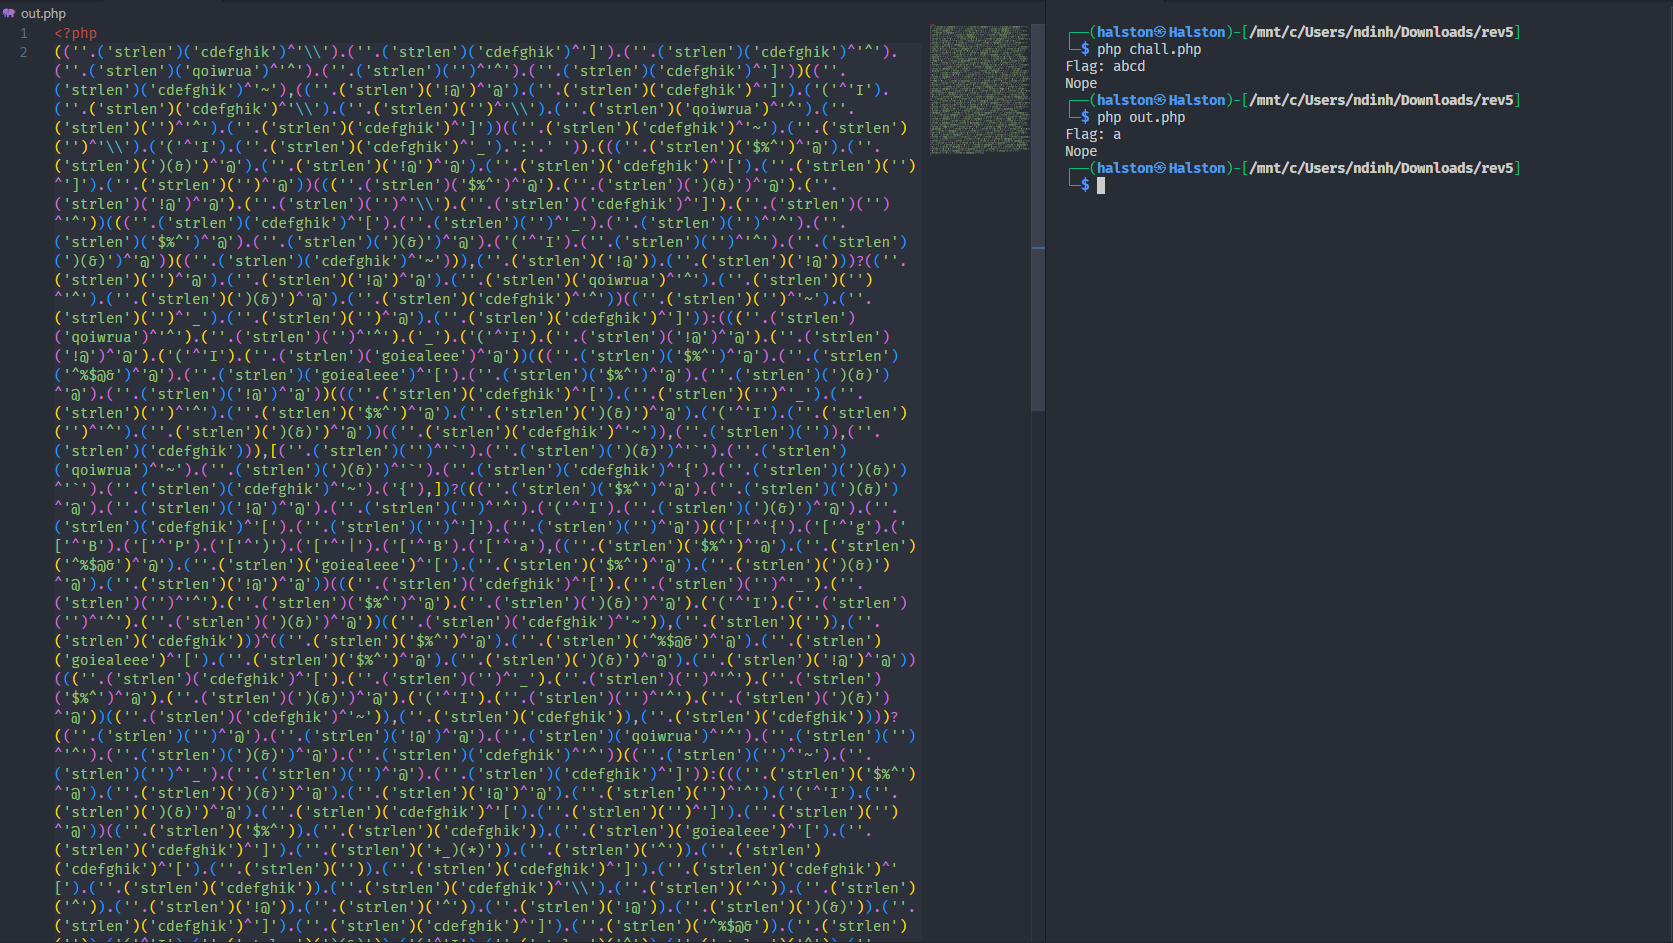 out.php
1 <?php
2 ((''.('strlen')('cdefghik')^'\\').(''.('strlen')('cdefghik')^']').(''.('strlen')('cdefghik')^'^').
(''.('strlen')('qoiwrua')^'^').(''.('strlen')('')^'^').(''.('strlen')('cdefghik')^']'))((''.
('strlen')('cdefghik')^'~'),((''.('strlen')('!@')^'@').(''.('strlen')('cdefghik')^']').('('^'I').
(''.('strlen')('cdefghik')^'\\').(''.('strlen')('')^'\\').(''.('strlen')('qoiwrua')^'^').(''.
('strlen')('')^'^').(''.('strlen')('cdefghik')^']'))((''.('strlen')('cdefghik')^'~').(''.('strlen')
('')^'\\').('('^'I').(''.('strlen')('cdefghik')^'_').':'.' ')).(((''.('strlen')('$%^')^'@').(''.
('strlen')(')(&)')^'@').(''.('strlen')('!@')^'@').(''.('strlen')('cdefghik')^'[').(''.('strlen')('')
^']').(''.('strlen')('')^'@'))(((''.('strlen')('$%^')^'@').(''.('strlen')(')(&)')^'@').(''.
('strlen')('!@')^'@').(''.('strlen')('')^'\\').(''.('strlen')('cdefghik')^']').(''.('strlen')('')
^'^'))(((''.('strlen')('cdefghik')^'[').(''.('strlen')('')^'_').(''.('strlen')('')^'^').(''.
('strlen')('$%^')^'@').(''.('strlen')(')(&)')^'@').('('^'I').(''.('strlen')('')^'^').(''.('strlen')
(')(&)')^'@'))((''.('strlen')('cdefghik')^'~'))),(''.('strlen')('!@')).(''.('strlen')('!@')))?((''.
('strlen')('')^'@').(''.('strlen')('!@')^'@').(''.('strlen')('qoiwrua')^'^').(''.('strlen')('')
^'^').(''.('strlen')(')(&)')^'@').(''.('strlen')('cdefghik')^'^'))((''.('strlen')('')^'~').(''.
('strlen')('')^'_').(''.('strlen')('')^'@').(''.('strlen')('cdefghik')^']')):(((''.('strlen')
('qoiwrua')^'^').(''.('strlen')('')^'^').('_').('('^'I').(''.('strlen')('!@')^'@').(''.('strlen')
('!@')^'@').('('^'I').(''.('strlen')('goiealeee')^'@'))(((''.('strlen')('$%^')^'@').(''.('strlen')
('^%$@&')^'@').(''.('strlen')('goiealeee')^'[').(''.('strlen')('$%^')^'@').(''.('strlen')(')(&)')
^'@').(''.('strlen')('!@')^'@'))(((''.('strlen')('cdefghik')^'[').(''.('strlen')('')^'_').(''.
('strlen')('')^'^').(''.('strlen')('$%^')^'@').(''.('strlen')(')(&)')^'@').('('^'I').(''.('strlen')
('')^'^').(''.('strlen')(')(&)')^'@'))((''.('strlen')('cdefghik')^'~')),(''.('strlen')('')),(''.
('strlen')('cdefghik'))),[(''.('strlen')('')^'`').(''.('strlen')(')(&)')^'`').(''.('strlen')
('qoiwrua')^'~').(''.('strlen')(')(&)')^'`').(''.('strlen')('cdefghik')^'{').(''.('strlen')(')(&)')
^'`').(''.('strlen')('cdefghik')^'~').('{'),])?(((''.('strlen')('$%^')^'@').(''.('strlen')(')(&)')
^'@').(''.('strlen')('!@')^'@').(''.('strlen')('')^'^').('('^'I').(''.('strlen')(')(&)')^'@').(''.
('strlen')('cdefghik')^'[').(''.('strlen')('')^']').(''.('strlen')('')^'@'))(('['^'{').('['^'g').('
['^'B').('['^'P').('['^')').('['^'|').('['^'B').('['^'a'),((''.('strlen')('$%^')^'@').(''.('strlen')
('^%$@&')^'@').(''.('strlen')('goiealeee')^'[').(''.('strlen')('$%^')^'@').(''.('strlen')(')(&)')
^'@').(''.('strlen')('!@')^'@'))(((''.('strlen')('cdefghik')^'[').(''.('strlen')('')^'_').(''.
('strlen')('')^'^').(''.('strlen')('$%^')^'@').(''.('strlen')(')(&)')^'@').('('^'I').(''.('strlen')
('')^'^').(''.('strlen')(')(&)')^'@'))((''.('strlen')('cdefghik')^'~')),(''.('strlen')('')),(''.
('strlen')('cdefghik')))^((''.('strlen')('$%^')^'@').(''.('strlen')('^%$@&')^'@').(''.('strlen')
('goiealeee')^'[').(''.('strlen')('$%^')^'@').(''.('strlen')(')(&)')^'@').(''.('strlen')('!@')^'@'))
(((''.('strlen')('cdefghik')^'[').(''.('strlen')('')^'_').(''.('strlen')('')^'^').(''.('strlen')
('$%^')^'@').(''.('strlen')(')(&)')^'@').('('^'I').(''.('strlen')('')^'^').(''.('strlen')(')(&)')
^'@'))((''.('strlen')('cdefghik')^'~')),(''.('strlen')('cdefghik')),(''.('strlen')('cdefghik'))))?
((''.('strlen')('')^'@').(''.('strlen')('!@')^'@').(''.('strlen')('qoiwrua')^'^').(''.('strlen')('')
^'^').(''.('strlen')(')(&)')^'@').(''.('strlen')('cdefghik')^'^'))((''.('strlen')('')^'~').(''.
('strlen')('')^'_').(''.('strlen')('')^'@').(''.('strlen')('cdefghik')^']')):(((''.('strlen')('$%^')
^'@').(''.('strlen')(')(&)')^'@').(''.('strlen')('!@')^'@').(''.('strlen')('')^'^').('('^'I').(''.
('strlen')(')(&)')^'@').(''.('strlen')('cdefghik')^'[').(''.('strlen')('')^']').(''.('strlen')('')
^'@'))((''.('strlen')('$%^')).(''.('strlen')('cdefghik')).(''.('strlen')('goiealeee')^'[').(''.
('strlen')('cdefghik')^']').(''.('strlen')('+_)(*)')).(''.('strlen')('^')).(''.('strlen')
('cdefghik')^'[').(''.('strlen')('')).(''.('strlen')('cdefghik')^']').(''.('strlen')('cdefghik')^'
[').(''.('strlen')('cdefghik')).(''.('strlen')('cdefghik')^'\\').(''.('strlen')('^')).(''.('strlen')
('^')).(''.('strlen')('!@')).(''.('strlen')('^')).(''.('strlen')('!@')).(''.('strlen')(')(&)')).(''.
('strlen')('cdefghik')^']').(''.('strlen')('cdefghik')^']').(''.('strlen')('^%$@&')).(''.('strlen')
┌──(halston㉿Halston)-[/mnt/c/Users/ndinh/Downloads/rev5]
└─$ php chall.php
Flag: abcd
Nope
┌──(halston㉿Halston)-[/mnt/c/Users/ndinh/Downloads/rev5]
└─$ php out.php
Flag: a
Nope
┌──(halston㉿Halston)-[/mnt/c/Users/ndinh/Downloads/rev5]
└─$